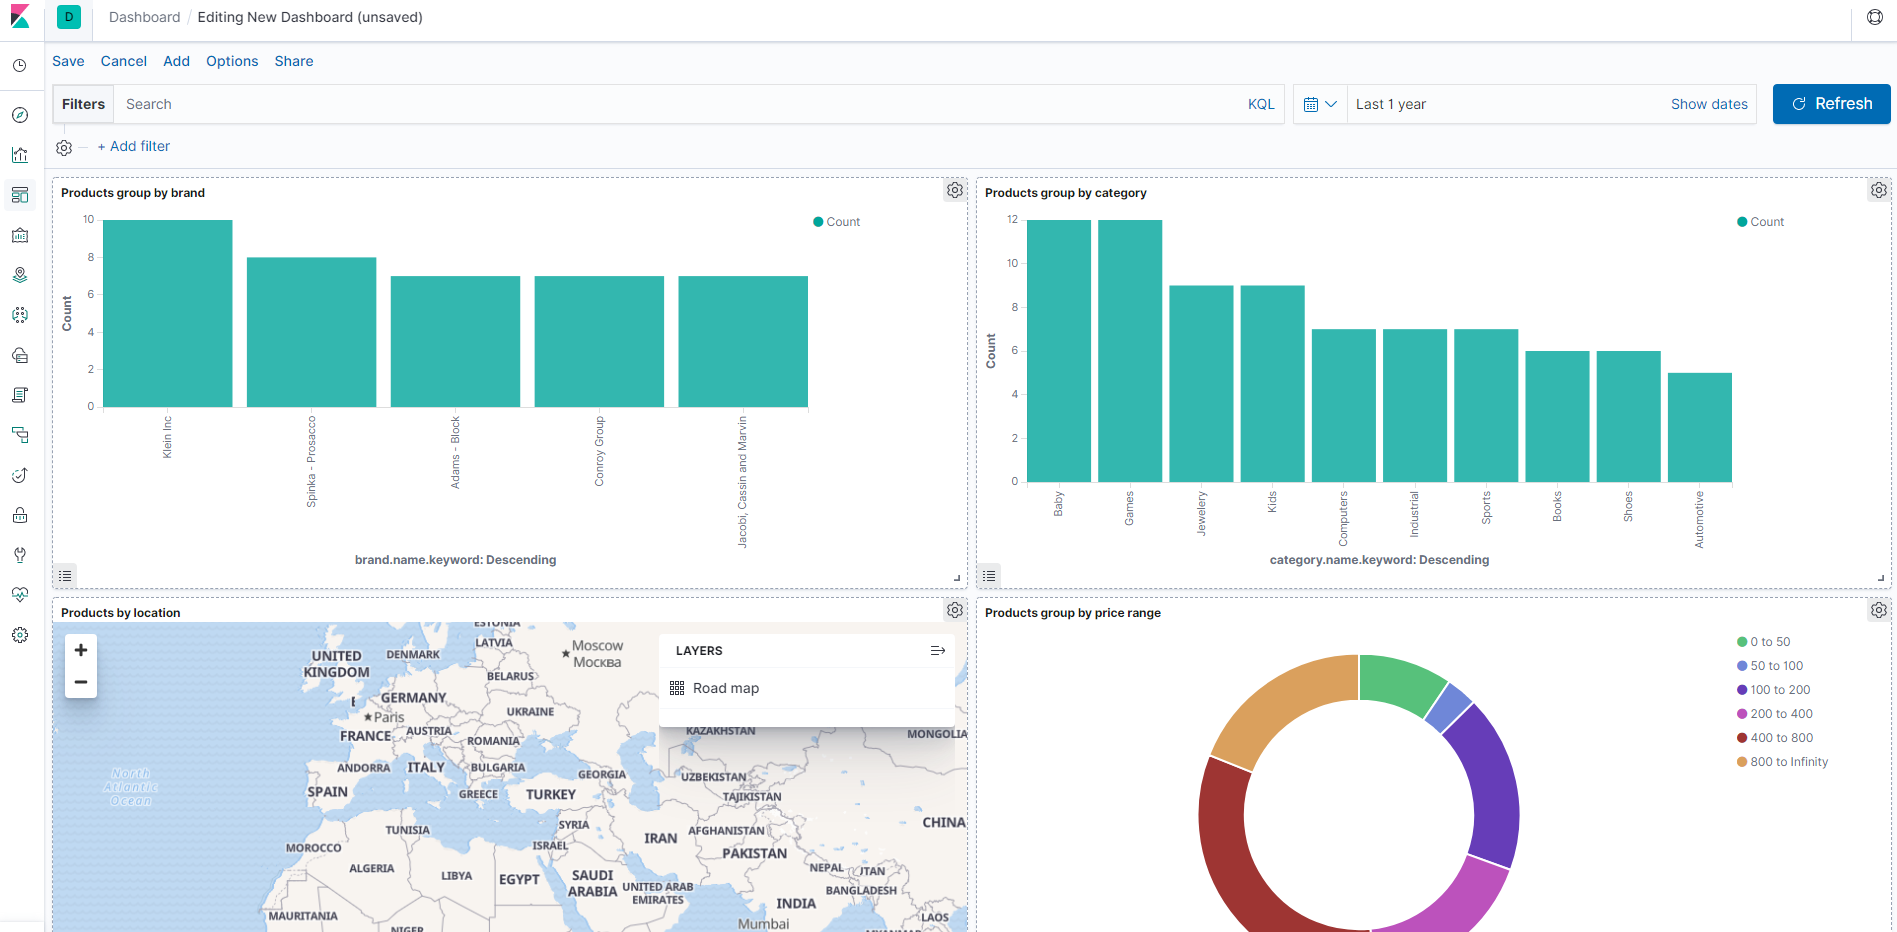 D
Dashboard / Editing New Dashboard (unsaved)
Save Cancel Add Options Share
Filters Search KQL Last 1 year Show dates Refresh
+ Add filter
Products group by brand
Count
10
8
6
4
2
0
Count
Klein Inc
Spinka - Prosacco
Adams - Block
Conroy Group
Jacobi, Cassin and Marvin
brand.name.keyword: Descending
Products group by category
Count
12
10
8
6
4
2
0
Count
Baby
Games
Jewelery
Kids
Computers
Industrial
Sports
Books
Shoes
Automotive
category.name.keyword: Descending
Products by location
+
−
LAYERS
Road map
ESTONIA
LATVIA
Moscow
Москва
UNITED
KINGDOM
DENMARK
BELARUS
GERMANY
Paris
UKRAINE
FRANCE
AUSTRIA
ROMANIA
KAZAKHSTAN
MONGOLIA
ANDORRA
ITALY
BULGARIA
GEORGIA
UZBEKISTAN
North
Atlantic
Ocean
SPAIN
GREECE
TURKEY
TAJIKISTAN
TUNISIA
SYRIA
IRAN
AFGHANISTAN
CHINA
MOROCCO
ISRAEL
PAKISTAN
ALGERIA
LIBYA
EGYPT
SAUDI
ARABIA
UNITED ARAB
EMIRATES
NEPAL
UTAN
BANGLADESH
INDIA
MAURITANIA
Mumbai
LAOS
NIGER
Products group by price range
0 to 50
50 to 100
100 to 200
200 to 400
400 to 800
800 to Infinity